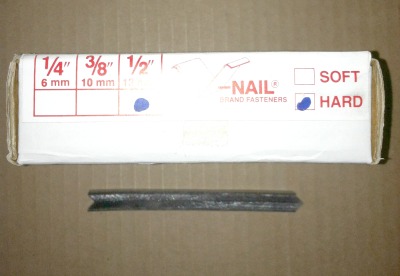 1/4" 3/8" 1/2"
6 mm 10 mm
-NAIL®
BRAND FASTENERS
SOFT
HARD